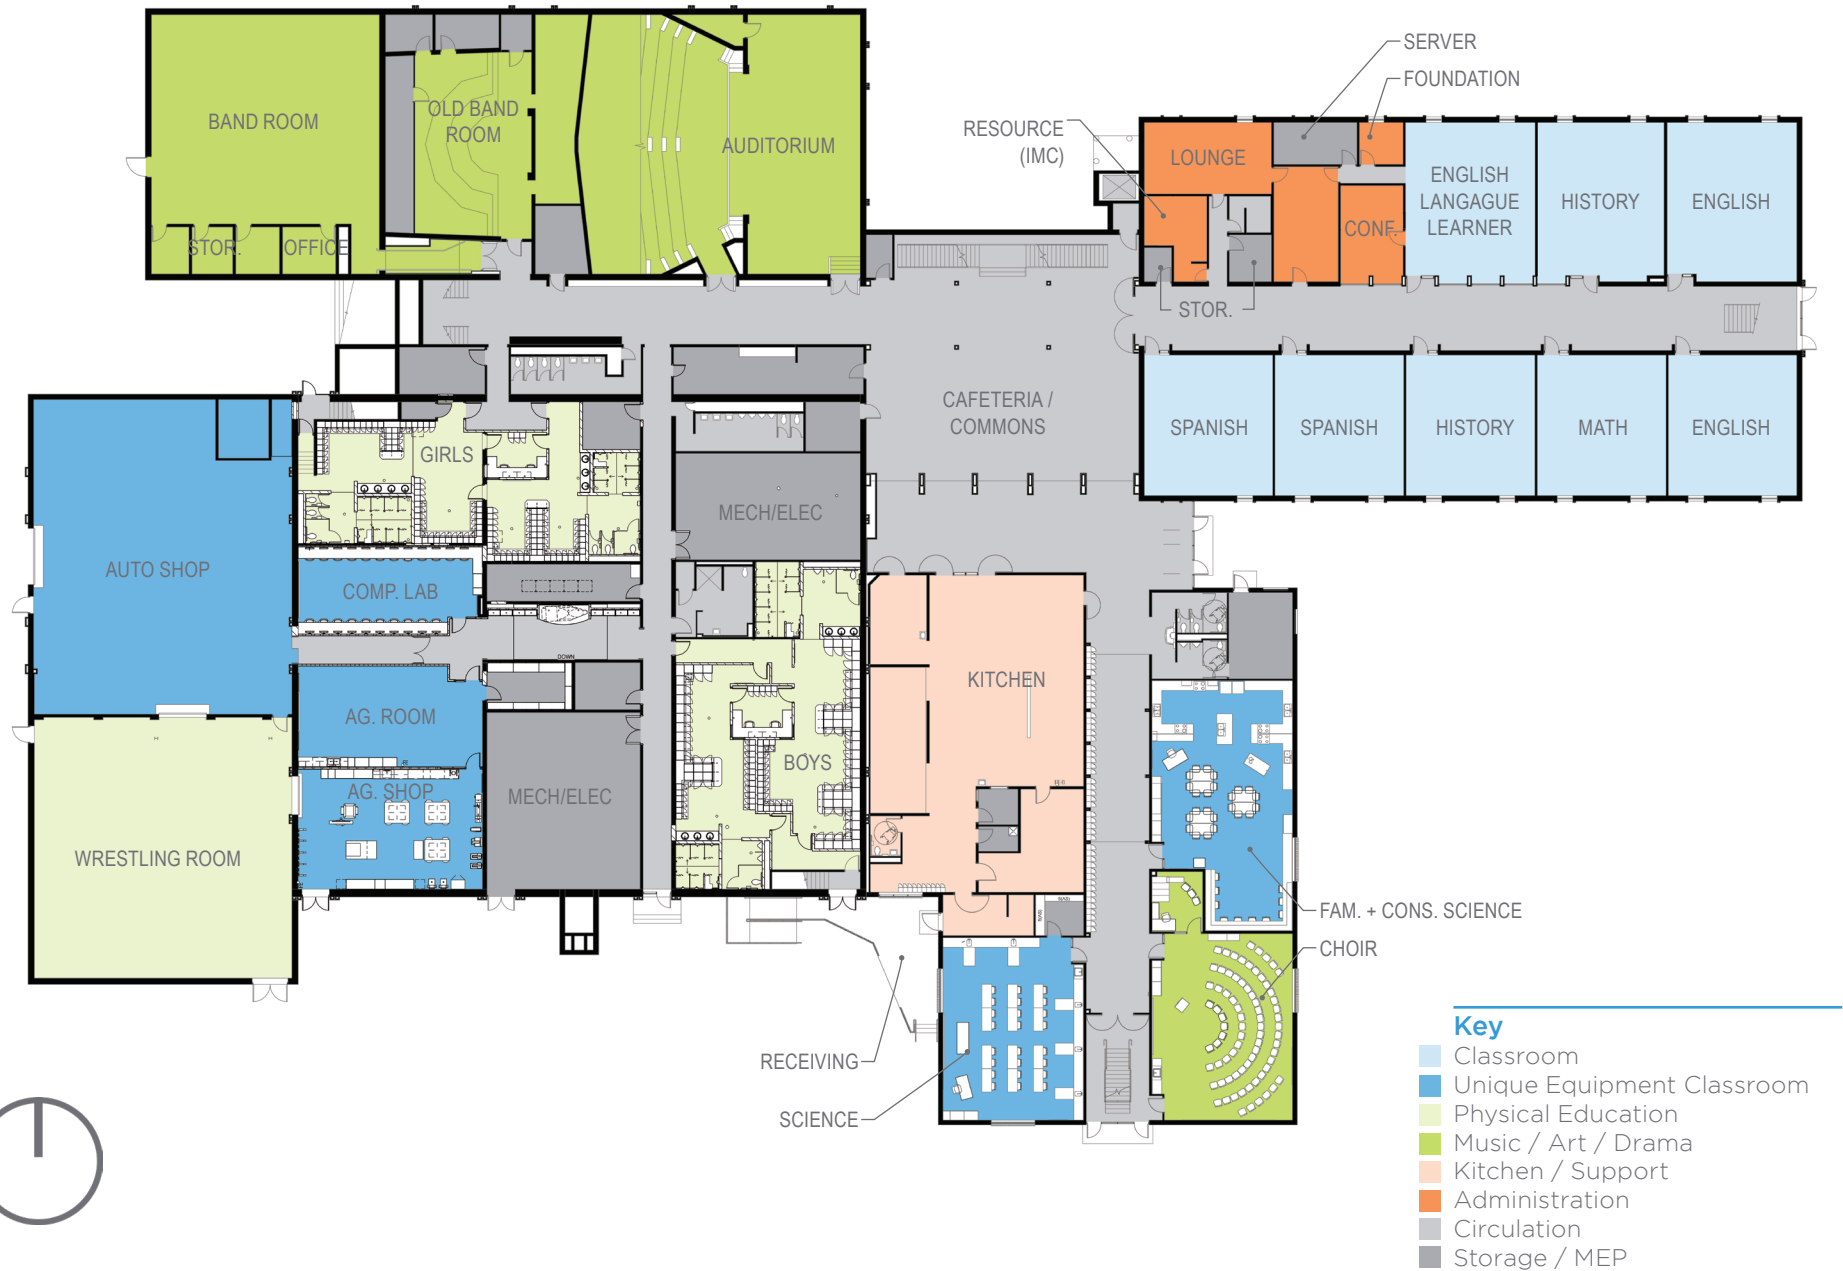 SERVER
FOUNDATION
RESOURCE
(IMC)
BAND ROOM
OLD BAND
ROOM
AUDITORIUM
LOUNGE
ENGLISH
LANGAGUE
LEARNER
HISTORY
ENGLISH
CONF.
STOR.
OFFICE
STOR.
CAFETERIA /
COMMONS
SPANISH
SPANISH
HISTORY
MATH
ENGLISH
GIRLS
MECH/ELEC
AUTO SHOP
COMP. LAB
DOWN
KITCHEN
AG. ROOM
BOYS
AG. SHOP
MECH/ELEC
WRESTLING ROOM
FAM. + CONS. SCIENCE
CHOIR
RECEIVING
SCIENCE
Key
Classroom
Unique Equipment Classroom
Physical Education
Music / Art / Drama
Kitchen / Support
Administration
Circulation
Storage / MEP